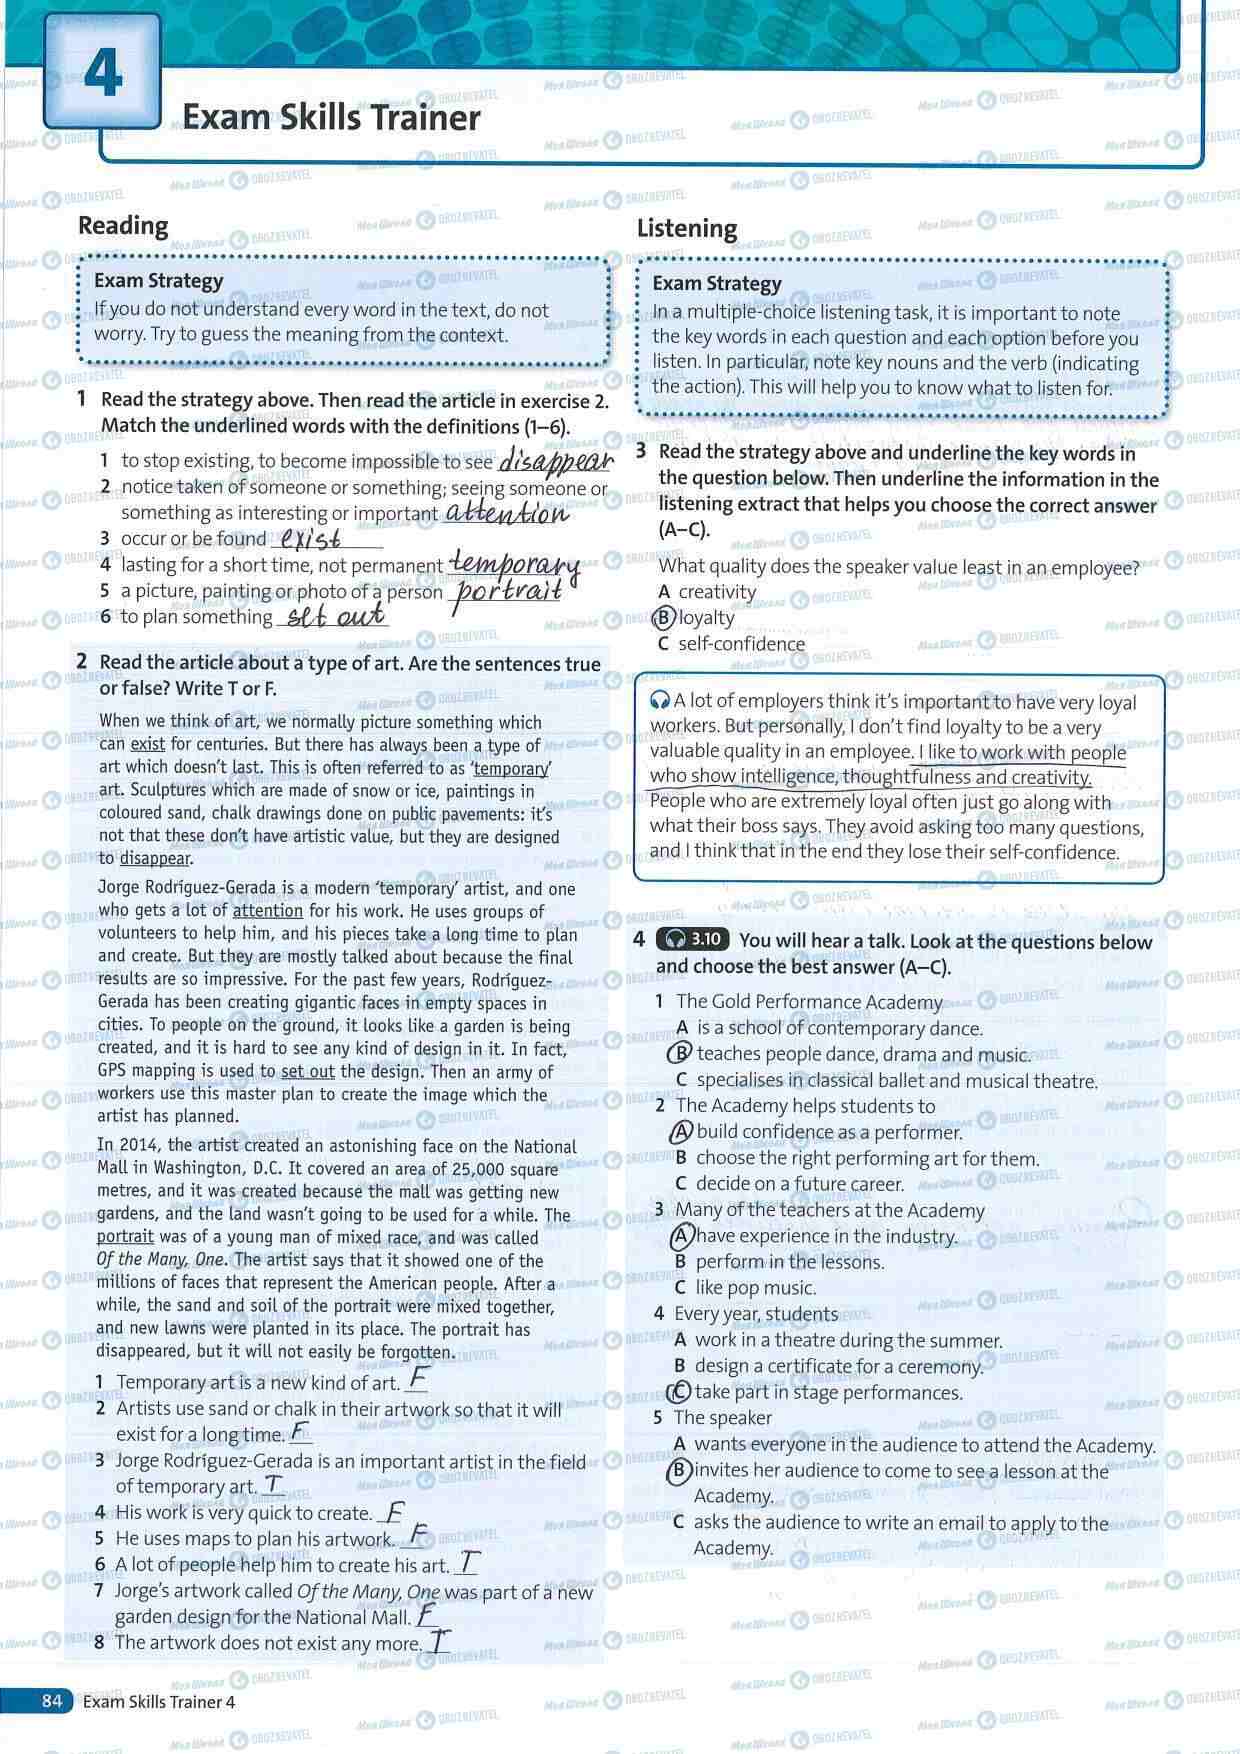 4
Exam Skills Trainer
Reading
Exam Strategy
If you do not understand every word in the text, do not
worry. Try to guess the meaning from the context.
1 Read the strategy above. Then read the article in exercise 2.
Match the underlined words with the definitions (1–6).
1 to stop existing, to become impossible to see disappear
2 notice taken of someone or something; seeing someone or
something as interesting or important attention
3 occur or be found exist
4 lasting for a short time, not permanent temporary
5 a picture, painting or photo of a person portrait
6 to plan something set out
2 Read the article about a type of art. Are the sentences true
or false? Write T or F.
When we think of art, we normally picture something which
can exist for centuries. But there has always been a type of
art which doesn't last. This is often referred to as 'temporary'
art. Sculptures which are made of snow or ice, paintings in
coloured sand, chalk drawings done on public pavements: it's
not that these don't have artistic value, but they are designed
to disappear.
Jorge Rodríguez-Gerada is a modern 'temporary' artist, and one
who gets a lot of attention for his work. He uses groups of
volunteers to help him, and his pieces take a long time to plan
and create. But they are mostly talked about because the final
results are so impressive. For the past few years, Rodríguez-
Gerada has been creating gigantic faces in empty spaces in
cities. To people on the ground, it looks like a garden is being
created, and it is hard to see any kind of design in it. In fact,
GPS mapping is used to set out the design. Then an army of
workers use this master plan to create the image which the
artist has planned.
In 2014, the artist created an astonishing face on the National
Mall in Washington, D.C. It covered an area of 25,000 square
metres, and it was created because the mall was getting new
gardens, and the land wasn't going to be used for a while. The
portrait was of a young man of mixed race, and was called
Of the Many, One. The artist says that it showed one of the
millions of faces that represent the American people. After a
while, the sand and soil of the portrait were mixed together,
and new lawns were planted in its place. The portrait has
disappeared, but it will not easily be forgotten.
1 Temporary art is a new kind of art. F
2 Artists use sand or chalk in their artwork so that it will
exist for a long time. F
3 Jorge Rodríguez-Gerada is an important artist in the field
of temporary art. T
4 His work is very quick to create. F
5 He uses maps to plan his artwork. F
6 A lot of people help him to create his art. T
7 Jorge's artwork called Of the Many, One was part of a new
garden design for the National Mall. F
8 The artwork does not exist any more. T
Listening
Exam Strategy
In a multiple-choice listening task, it is important to note
the key words in each question and each option before you
listen. In particular, note key nouns and the verb (indicating
the action). This will help you to know what to listen for.
3 Read the strategy above and underline the key words in
the question below. Then underline the information in the
listening extract that helps you choose the correct answer
(A–C).
What quality does the speaker value least in an employee?
A creativity
B loyalty
C self-confidence
A lot of employers think it's important to have very loyal
workers. But personally, I don't find loyalty to be a very
valuable quality in an employee. I like to work with people
who show intelligence, thoughtfulness and creativity.
People who are extremely loyal often just go along with
what their boss says. They avoid asking too many questions,
and I think that in the end they lose their self-confidence.
4 3.10 You will hear a talk. Look at the questions below
and choose the best answer (A–C).
1 The Gold Performance Academy
A is a school of contemporary dance.
B teaches people dance, drama and music.
C specialises in classical ballet and musical theatre.
2 The Academy helps students to
A build confidence as a performer.
B choose the right performing art for them.
C decide on a future career.
3 Many of the teachers at the Academy
A have experience in the industry.
B perform in the lessons.
C like pop music.
4 Every year, students
A work in a theatre during the summer.
B design a certificate for a ceremony.
C take part in stage performances.
5 The speaker
A wants everyone in the audience to attend the Academy.
B invites her audience to come to see a lesson at the
Academy.
C asks the audience to write an email to apply to the
Academy.
84 Exam Skills Trainer 4